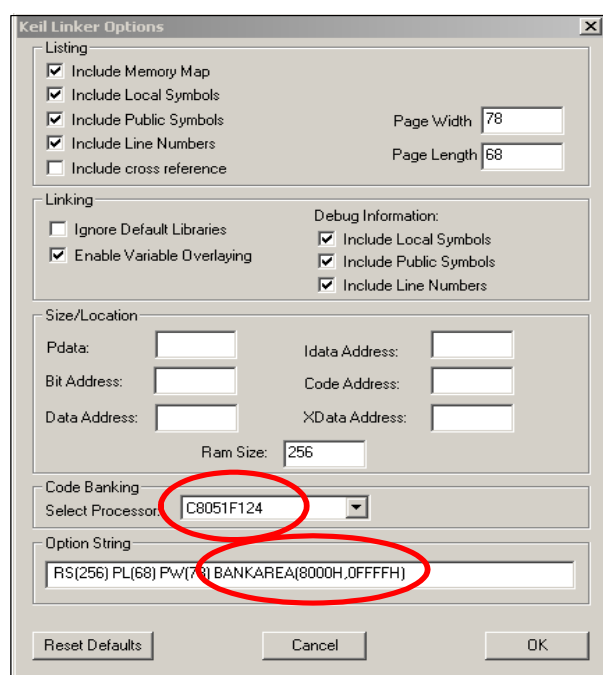 Keil Linker Options
Listing
Include Memory Map
Include Local Symbols
Include Public Symbols
Include Line Numbers
Include cross reference
Page Width 78
Page Length 68
Linking
Ignore Default Libraries
Enable Variable Overlaying
Debug Information:
Include Local Symbols
Include Public Symbols
Include Line Numbers
Size/Location
Pdata:
Idata Address:
Bit Address:
Code Address:
Data Address:
XData Address:
Ram Size: 256
Code Banking
Select Processor: C8051F124
Option String
RS(256) PL(68) PW(78) BANKAREA(8000H,0FFFFH)
Reset Defaults
Cancel
OK